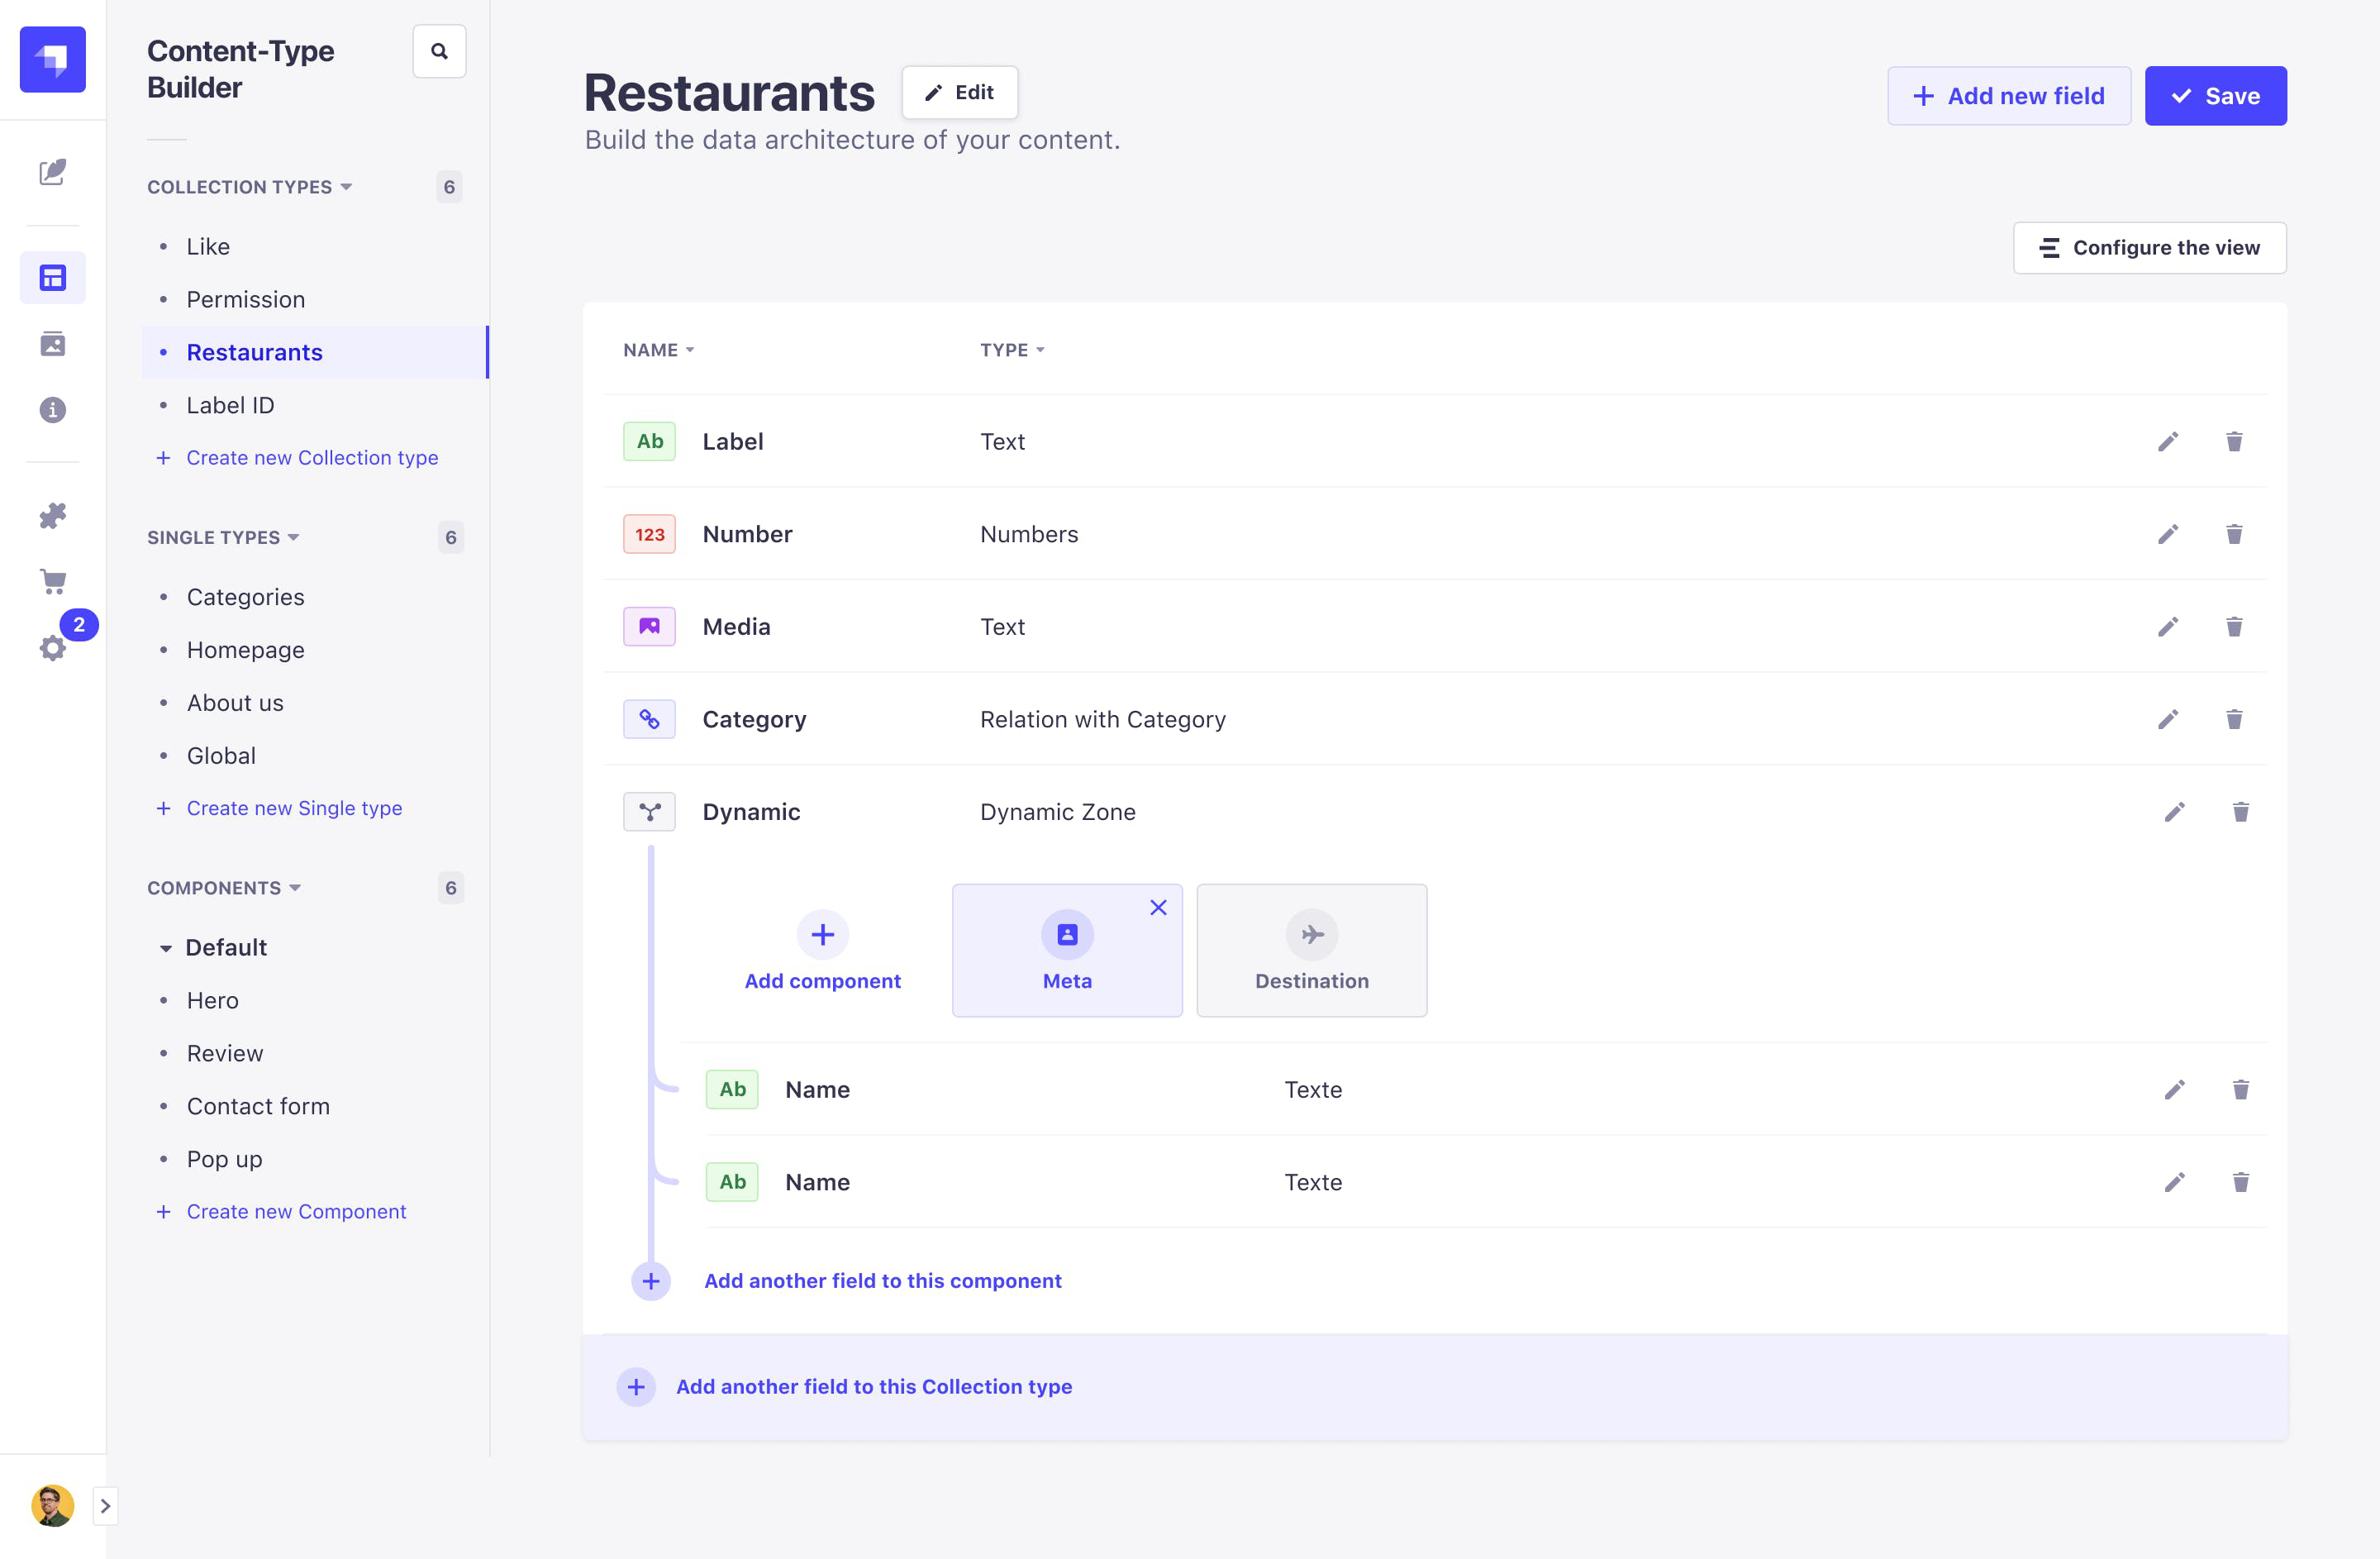 Content-Type
Builder
COLLECTION TYPES
6
Like
Permission
Restaurants
Label ID
Create new Collection type
SINGLE TYPES
6
Categories
Homepage
About us
Global
Create new Single type
COMPONENTS
6
Default
Hero
Review
Contact form
Pop up
Create new Component
2
Restaurants
Edit
Build the data architecture of your content.
Add new field
Save
Configure the view
NAME
TYPE
Ab
Label
Text
123
Number
Numbers
Media
Text
Category
Relation with Category
Dynamic
Dynamic Zone
Add component
Meta
Destination
Ab
Name
Texte
Ab
Name
Texte
Add another field to this component
Add another field to this Collection type